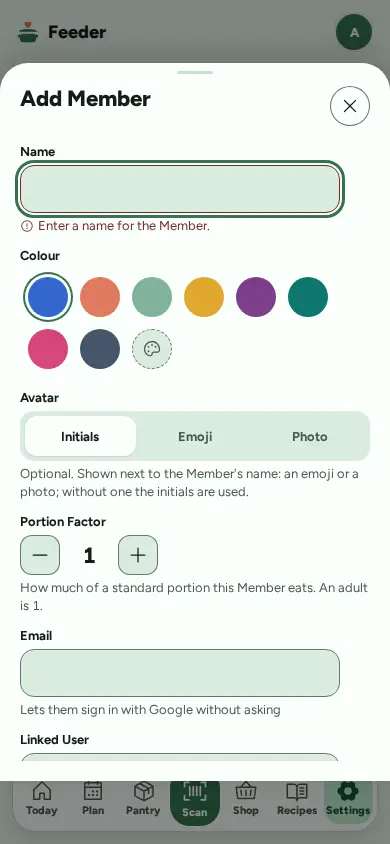 Feeder
A
Add Member
Name
Enter a name for the Member.
Colour
Avatar
Initials
Emoji
Photo
Optional. Shown next to the Member's name: an emoji or a
photo; without one the initials are used.
Portion Factor
1
How much of a standard portion this Member eats. An adult
is 1.
Email
Lets them sign in with Google without asking
Linked User
Today
Plan
Pantry
Scan
Shop
Recipes
Settings